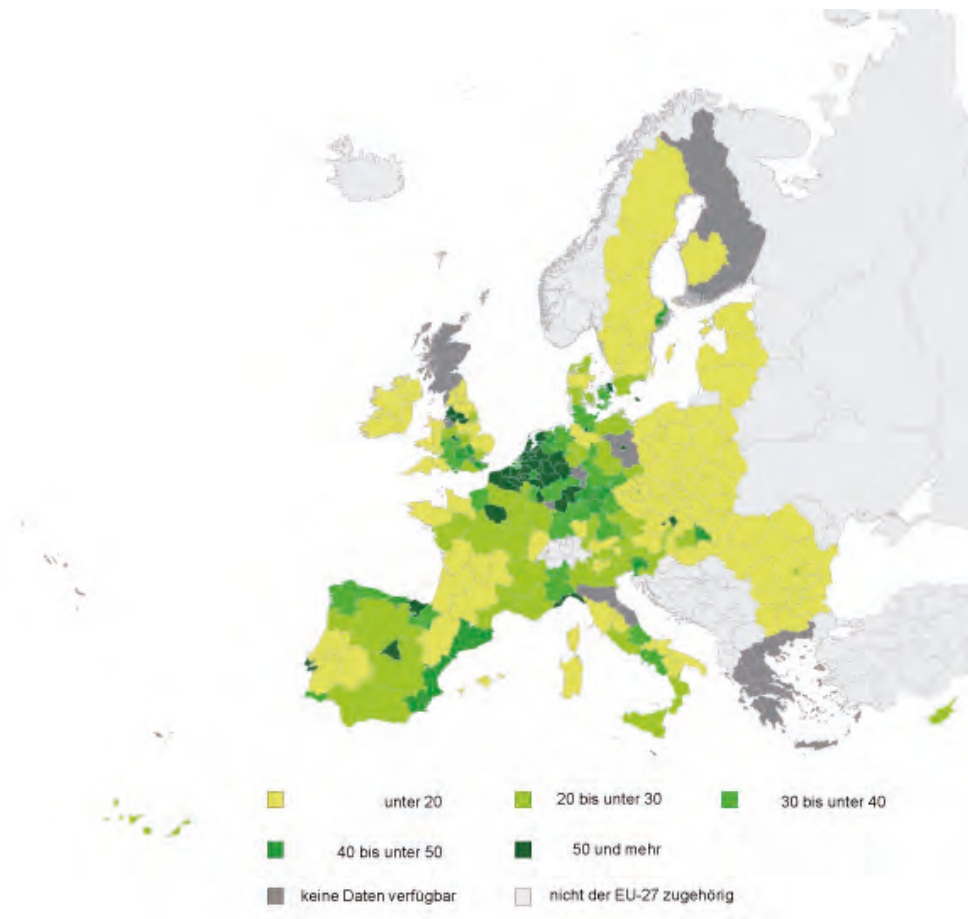 unter 20
20 bis unter 30
30 bis unter 40
40 bis unter 50
50 und mehr
keine Daten verfügbar
nicht der EU-27 zugehörig